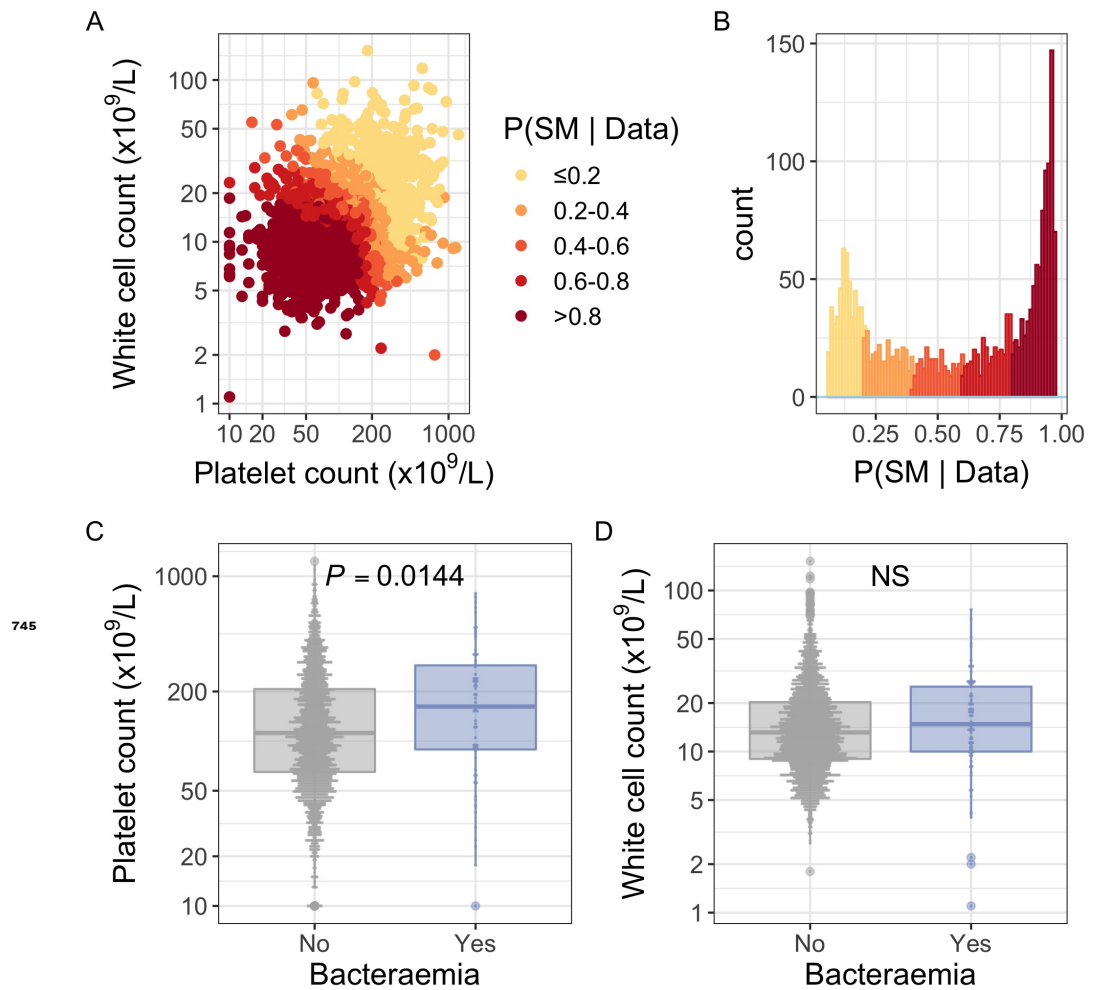 A
White cell count (x10⁹/L)
100
50
20
10
5
2
1
10 20 50 200 1000
Platelet count (x10⁹/L)
P(SM | Data)
≤0.2
0.2-0.4
0.4-0.6
0.6-0.8
>0.8
B
count
150
100
50
0
0.25 0.50 0.75 1.00
P(SM | Data)
745
C
Platelet count (x10⁹/L)
P = 0.0144
1000
200
50
20
10
No Yes
Bacteraemia
D
White cell count (x10⁹/L)
NS
100
50
20
10
5
2
1
No Yes
Bacteraemia